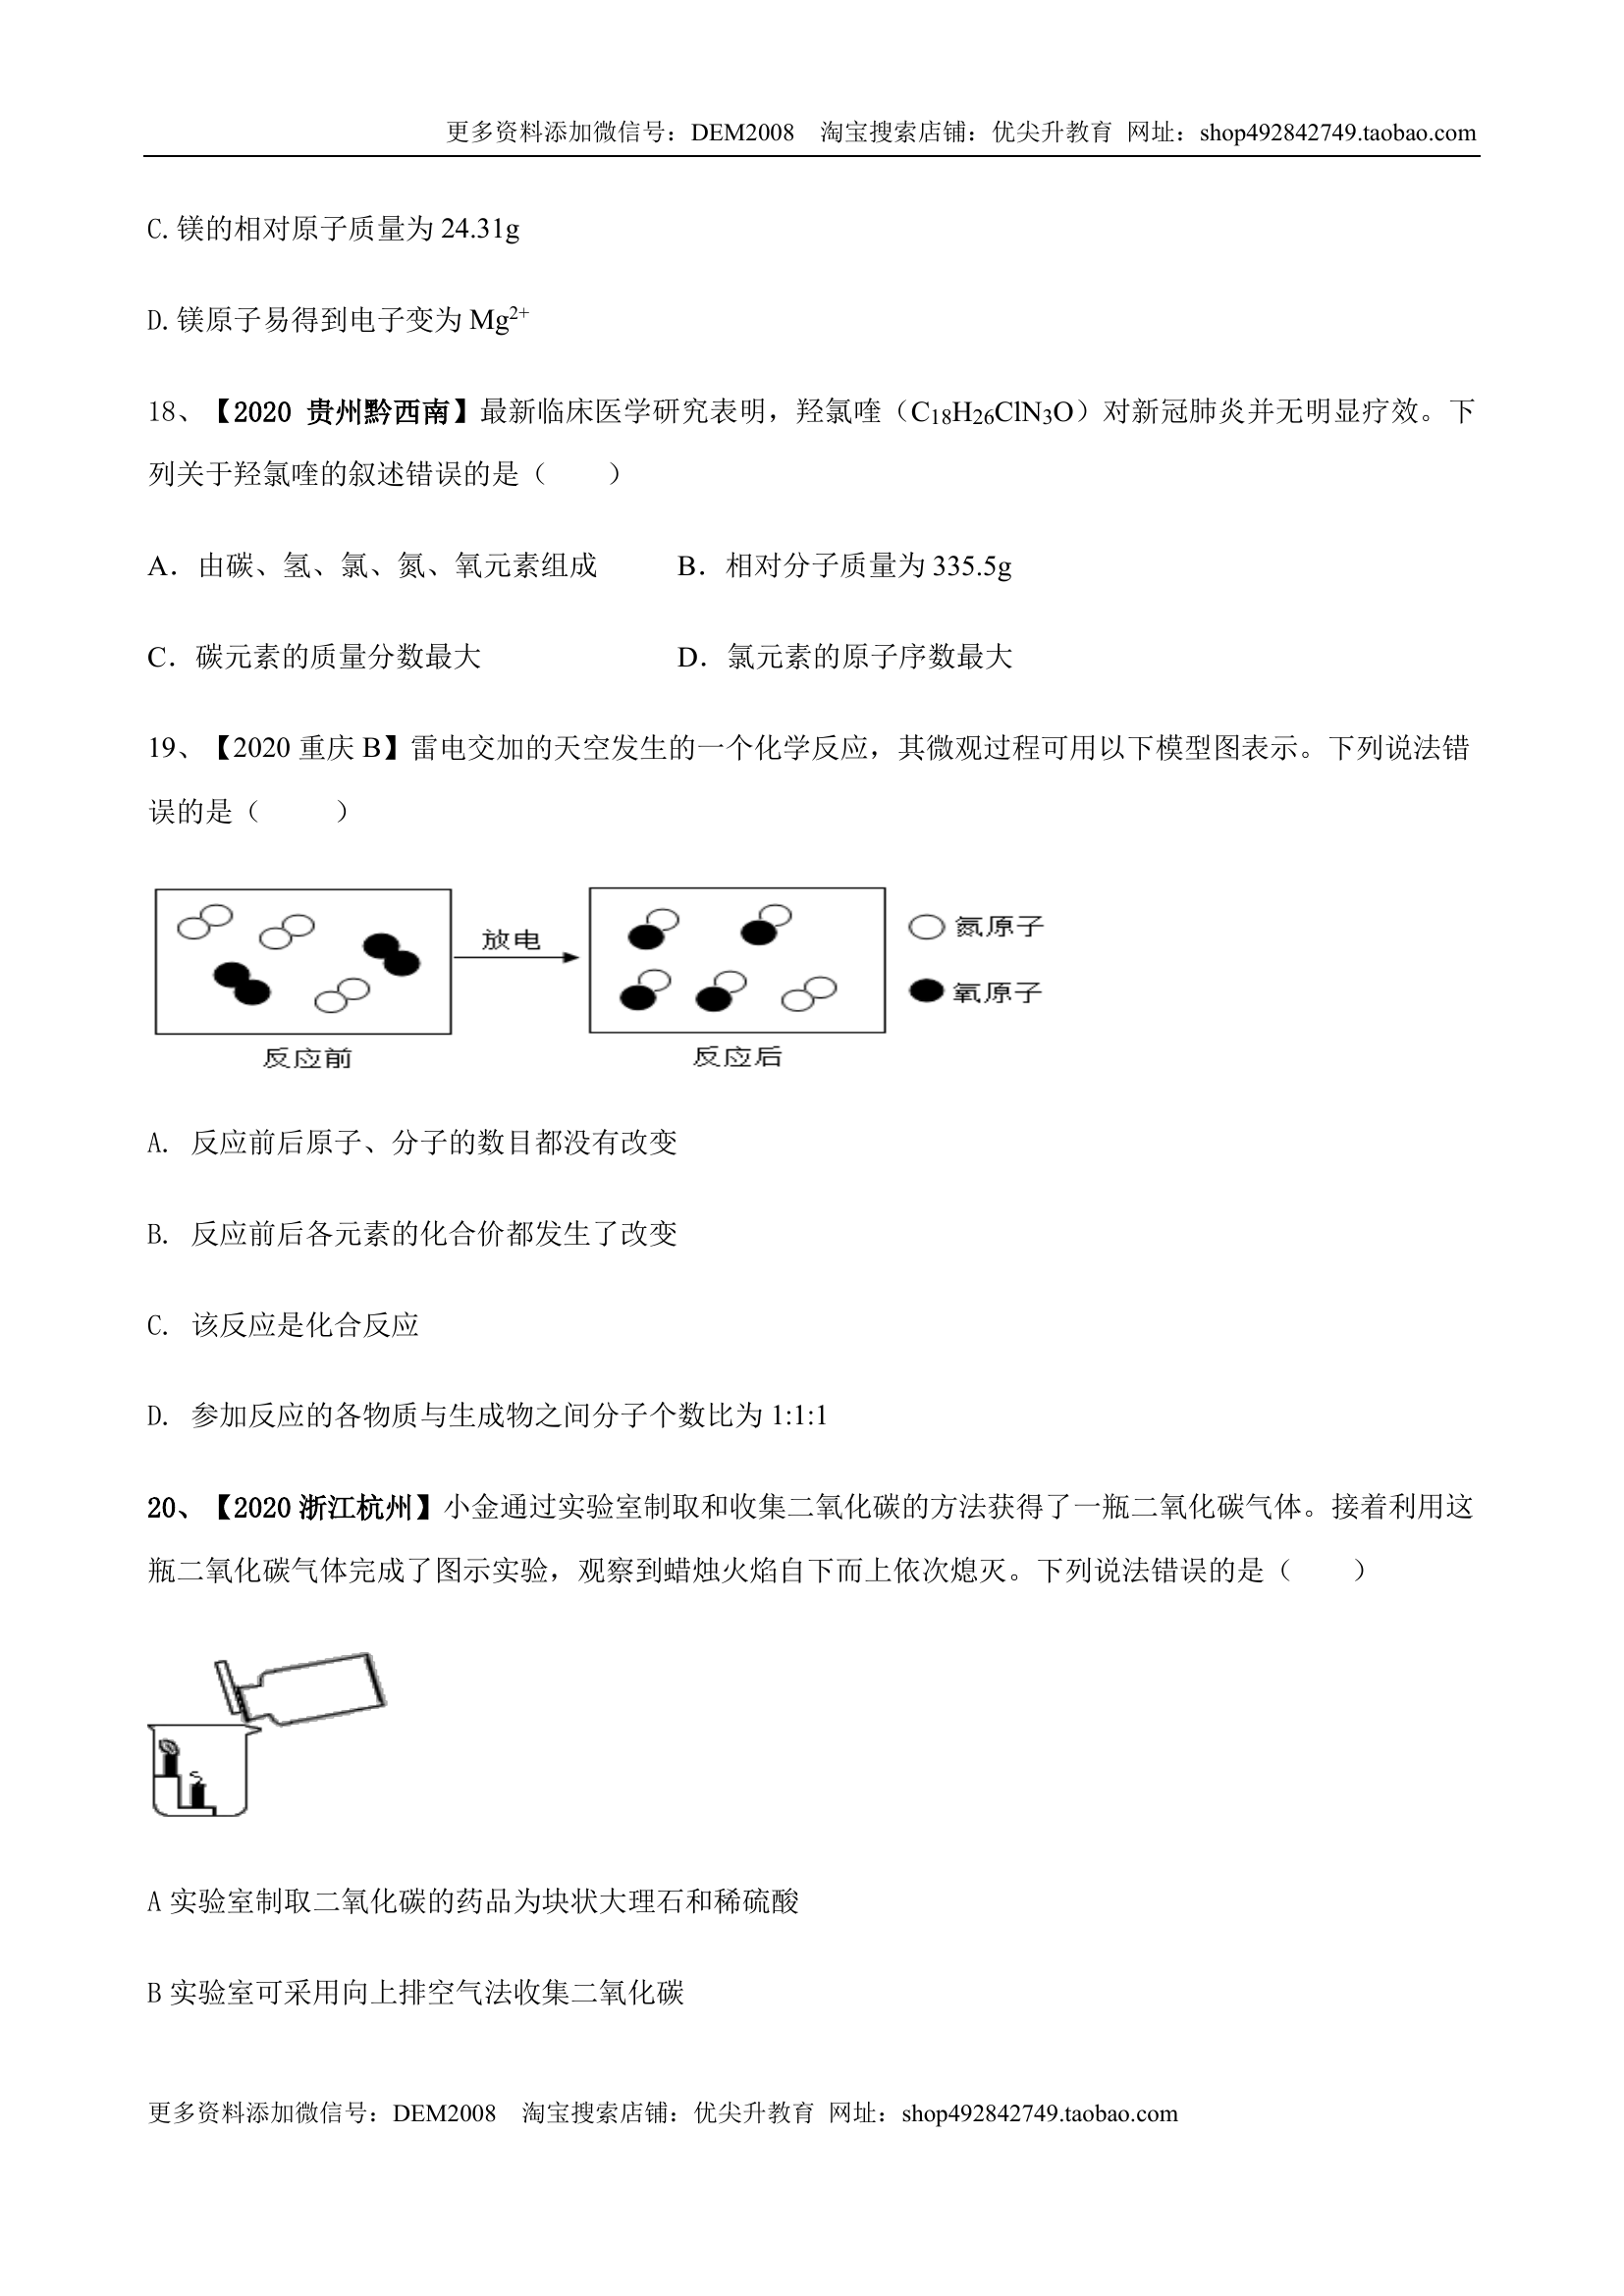 更多资料添加微信号：DEM2008 淘宝搜索店铺：优尖升教育 网址：shop492842749.taobao.com
C.镁的相对原子质量为 24.31g
D.镁原子易得到电子变为 Mg²⁺
18、【2020 贵州黔西南】最新临床医学研究表明，羟氯喹（C₁₈H₂₆ClN₃O）对新冠肺炎并无明显疗效。下
列关于羟氯喹的叙述错误的是（ ）
A．由碳、氢、氯、氮、氧元素组成 B．相对分子质量为 335.5g
C．碳元素的质量分数最大 D．氯元素的原子序数最大
19、【2020 重庆 B】雷电交加的天空发生的一个化学反应，其微观过程可用以下模型图表示。下列说法错
误的是（ ）
放电
氮原子
氧原子
反应前 反应后
A. 反应前后原子、分子的数目都没有改变
B. 反应前后各元素的化合价都发生了改变
C. 该反应是化合反应
D. 参加反应的各物质与生成物之间分子个数比为 1:1:1
20、【2020 浙江杭州】小金通过实验室制取和收集二氧化碳的方法获得了一瓶二氧化碳气体。接着利用这
瓶二氧化碳气体完成了图示实验，观察到蜡烛火焰自下而上依次熄灭。下列说法错误的是（ ）
A 实验室制取二氧化碳的药品为块状大理石和稀硫酸
B 实验室可采用向上排空气法收集二氧化碳
更多资料添加微信号：DEM2008 淘宝搜索店铺：优尖升教育 网址：shop492842749.taobao.com